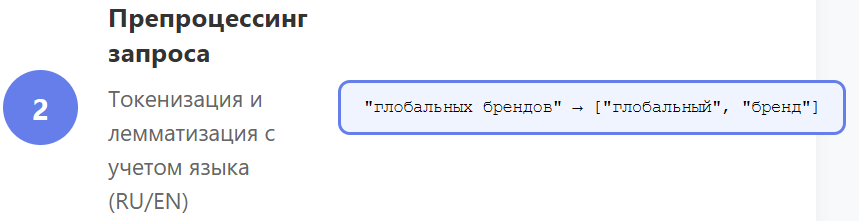 Препроцессинг
запроса
2
Токенизация и
лемматизация с
учетом языка
(RU/EN)
"глобальных брендов" → ["глобальный", "бренд"]